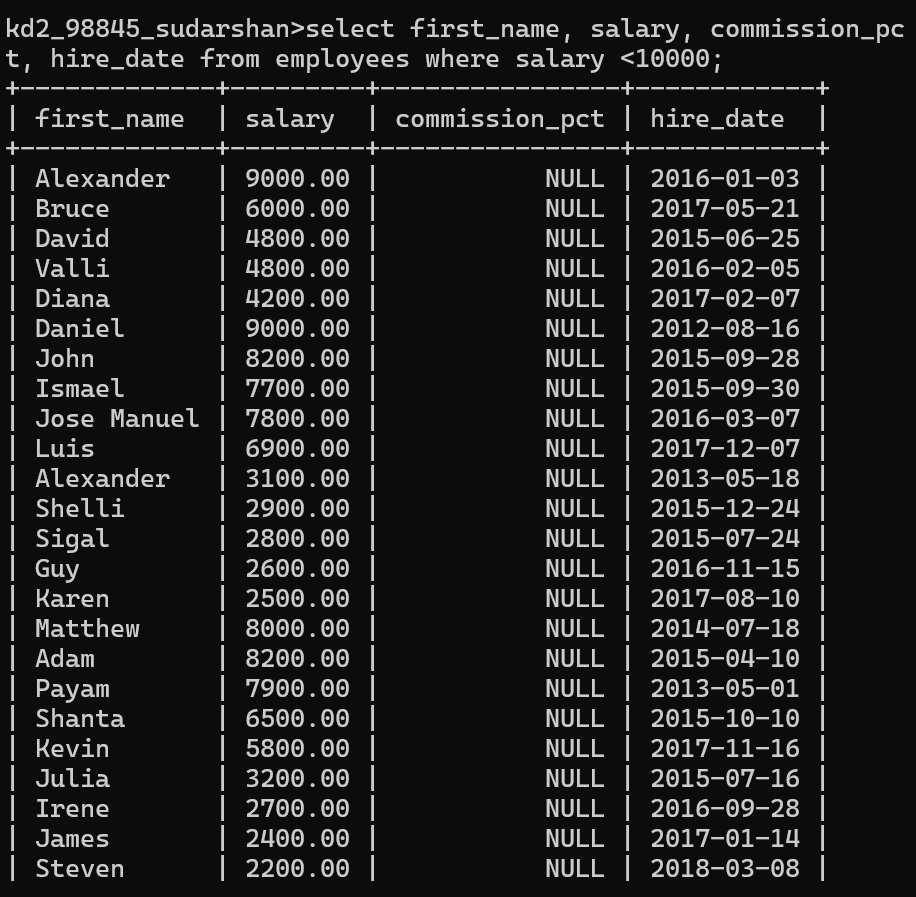 kd2_98845_sudarshan>select first_name, salary, commission_pc
t, hire_date from employees where salary <10000;
+-------------+---------+----------------+------------+
| first_name  | salary  | commission_pct | hire_date  |
+-------------+---------+----------------+------------+
| Alexander   | 9000.00 |           NULL | 2016-01-03 |
| Bruce       | 6000.00 |           NULL | 2017-05-21 |
| David       | 4800.00 |           NULL | 2015-06-25 |
| Valli       | 4800.00 |           NULL | 2016-02-05 |
| Diana       | 4200.00 |           NULL | 2017-02-07 |
| Daniel      | 9000.00 |           NULL | 2012-08-16 |
| John        | 8200.00 |           NULL | 2015-09-28 |
| Ismael      | 7700.00 |           NULL | 2015-09-30 |
| Jose Manuel | 7800.00 |           NULL | 2016-03-07 |
| Luis        | 6900.00 |           NULL | 2017-12-07 |
| Alexander   | 3100.00 |           NULL | 2013-05-18 |
| Shelli      | 2900.00 |           NULL | 2015-12-24 |
| Sigal       | 2800.00 |           NULL | 2015-07-24 |
| Guy         | 2600.00 |           NULL | 2016-11-15 |
| Karen       | 2500.00 |           NULL | 2017-08-10 |
| Matthew     | 8000.00 |           NULL | 2014-07-18 |
| Adam        | 8200.00 |           NULL | 2015-04-10 |
| Payam       | 7900.00 |           NULL | 2013-05-01 |
| Shanta      | 6500.00 |           NULL | 2015-10-10 |
| Kevin       | 5800.00 |           NULL | 2017-11-16 |
| Julia       | 3200.00 |           NULL | 2015-07-16 |
| Irene       | 2700.00 |           NULL | 2016-09-28 |
| James       | 2400.00 |           NULL | 2017-01-14 |
| Steven      | 2200.00 |           NULL | 2018-03-08 |